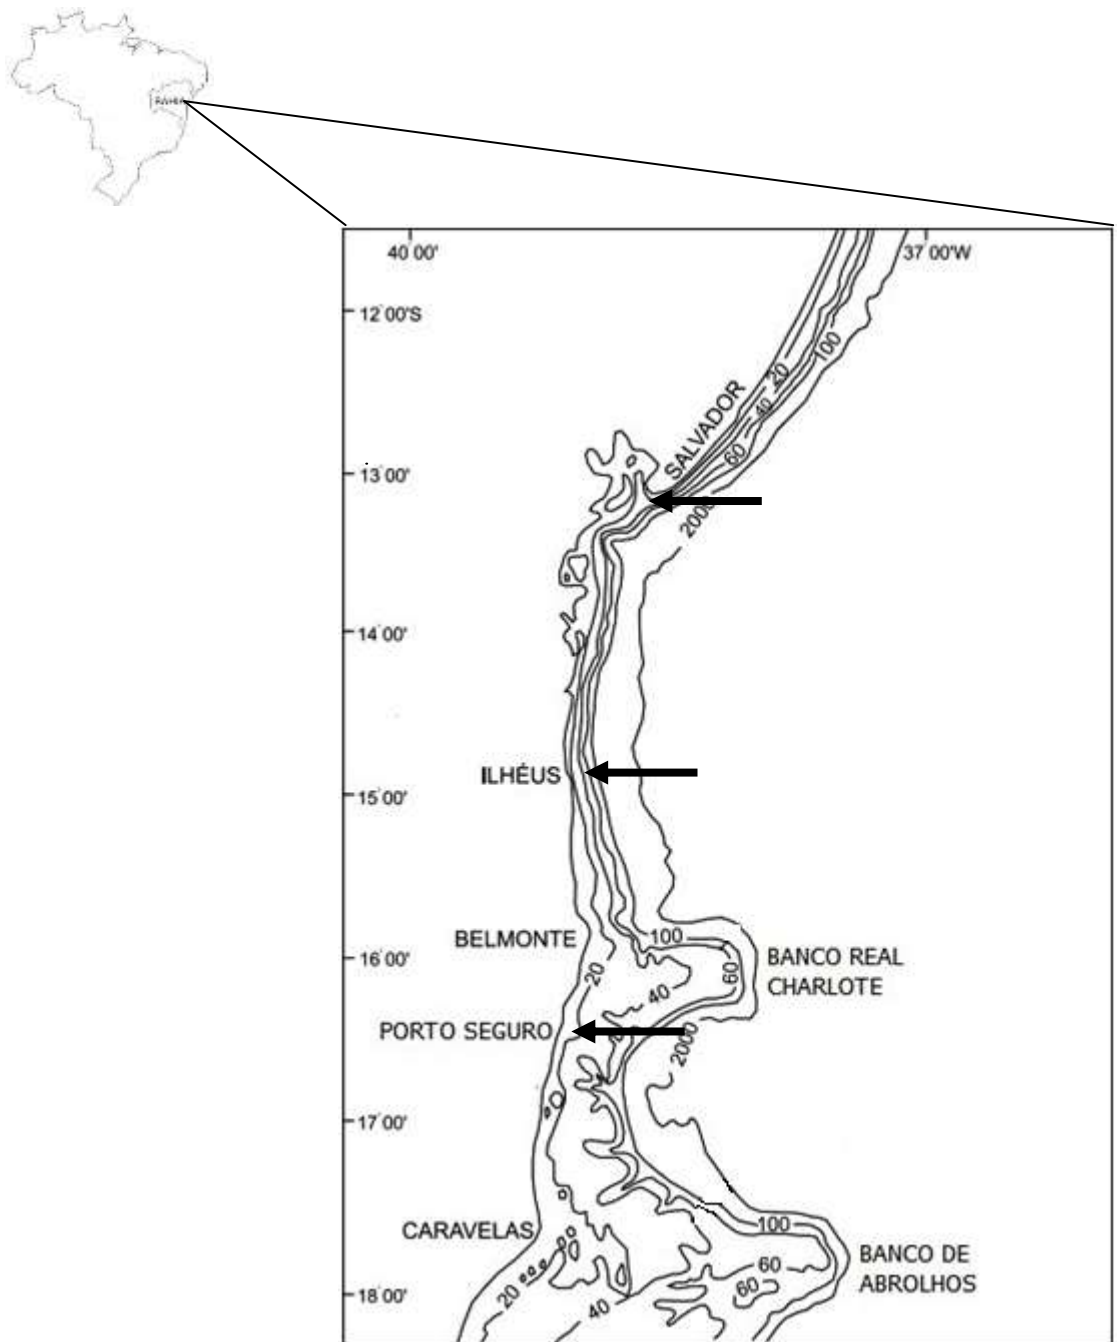 BAHIA
40°00'
37°00'W
12°00'S
20
100
SALVADOR
40
60
13°00'
2000
14°00'
ILHÉUS
15°00'
BELMONTE
100
16°00'
20
60
BANCO REAL
CHARLOTE
40
PORTO SEGURO
2000
17°00'
CARAVELAS
100
BANCO DE
ABROLHOS
60
60
18°00'
20
40